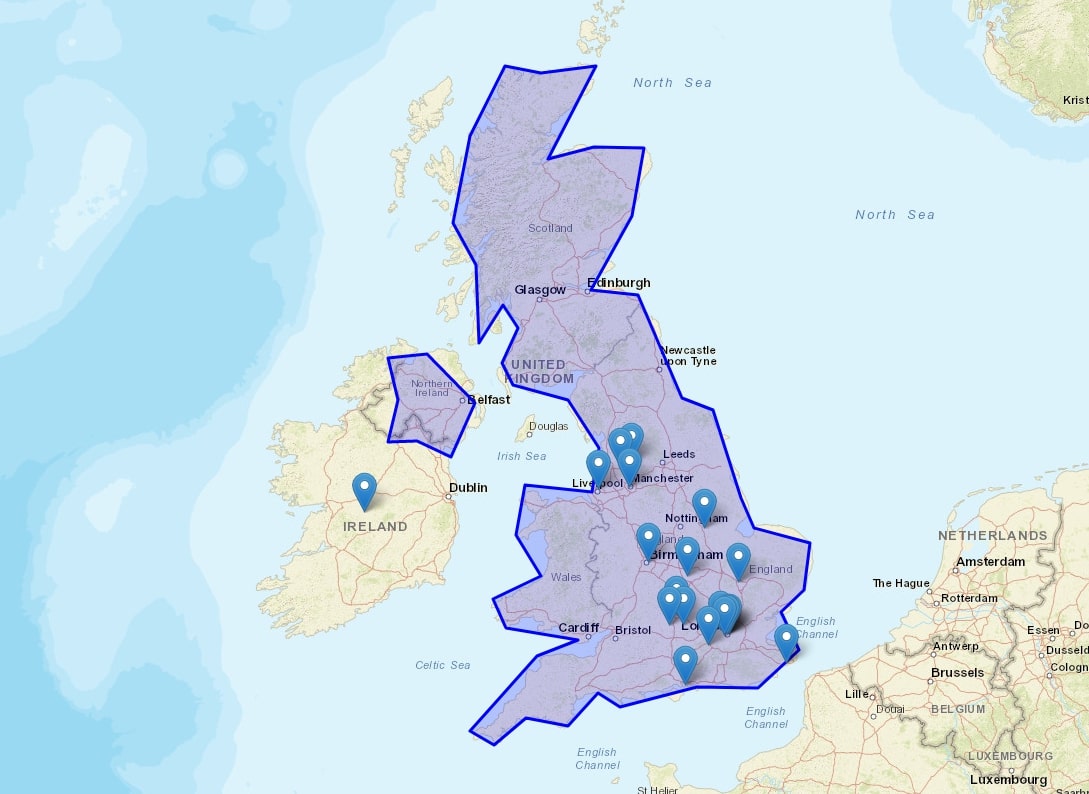 North Sea
Krist
North Sea
Scotland
Glasgow
Edinburgh
Newcastle
upon Tyne
UNITED
KINGDOM
Northern
Ireland
Belfast
Douglas
Irish Sea
Leeds
Liverpool
Manchester
Dublin
IRELAND
Nottingham
Birmingham
England
Wales
NETHERLANDS
Amsterdam
The Hague
Rotterdam
Cardiff
Bristol
English
Channel
Essen
Do
Dusseld
Antwerp
Celtic Sea
Brussels
Cologn
Lille
Douai
BELGIUM
English
Channel
English
Channel
LUXEMBOURG
Luxembourg
St Helier
Saarb